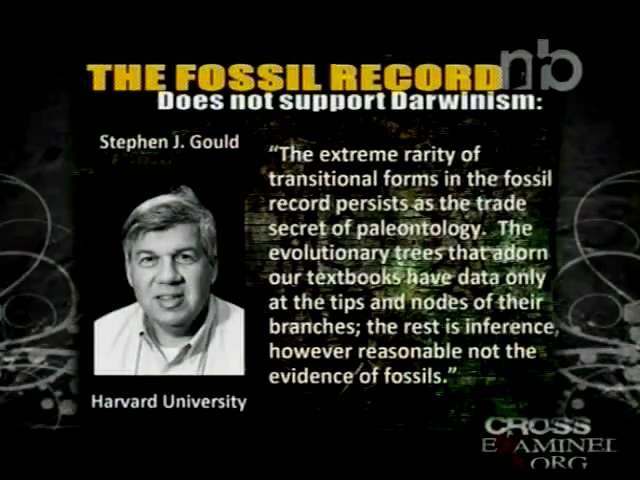 THE FOSSIL RECORD
nrb
Does not support Darwinism:
Stephen J. Gould
“The extreme rarity of
transitional forms in the fossil
record persists as the trade
secret of paleontology. The
evolutionary trees that adorn
our textbooks have data only
at the tips and nodes of their
branches; the rest is inference,
however reasonable not the
evidence of fossils.”
Harvard University
CROSS
EXAMINED
.ORG